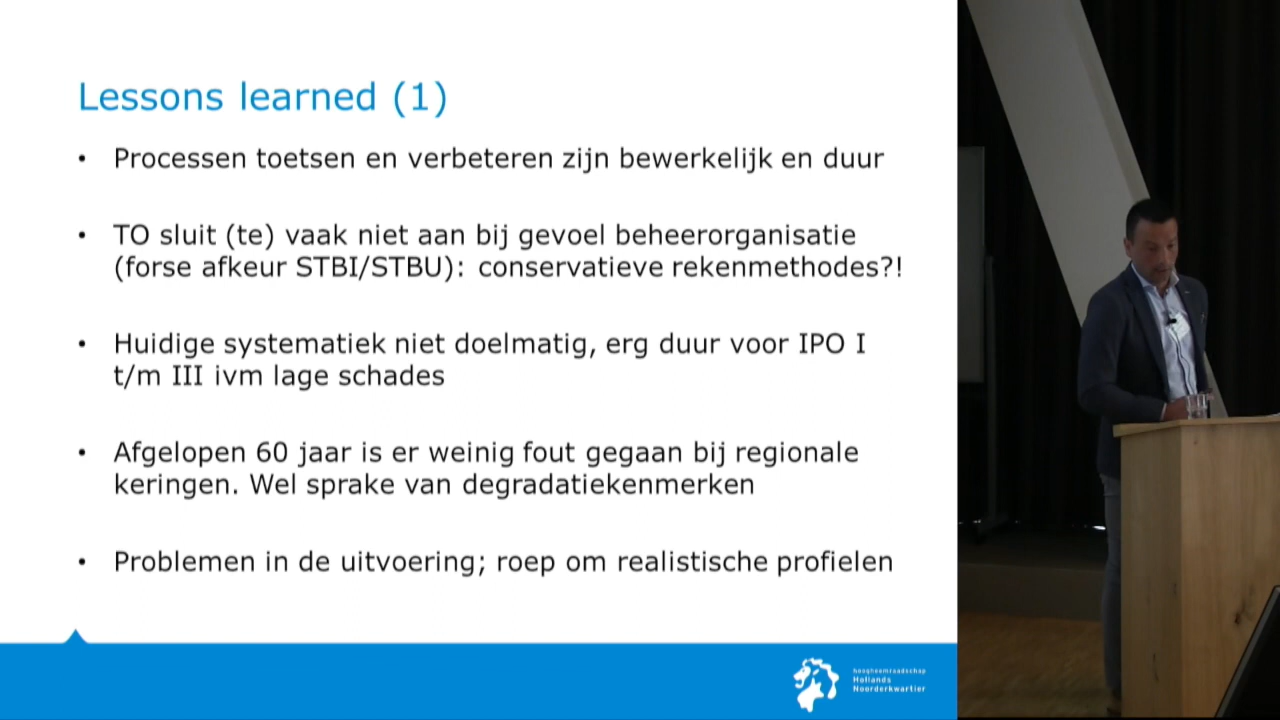 Lessons learned (1)
• Processen toetsen en verbeteren zijn bewerkelijk en duur
• TO sluit (te) vaak niet aan bij gevoel beheerorganisatie
(forse afkeur STBI/STBU): conservatieve rekenmethodes?!
• Huidige systematiek niet doelmatig, erg duur voor IPO I
t/m III ivm lage schades
• Afgelopen 60 jaar is er weinig fout gegaan bij regionale
keringen. Wel sprake van degradatiekenmerken
• Problemen in de uitvoering; roep om realistische profielen
hoogheemraadschap
Hollands
Noorderkwartier